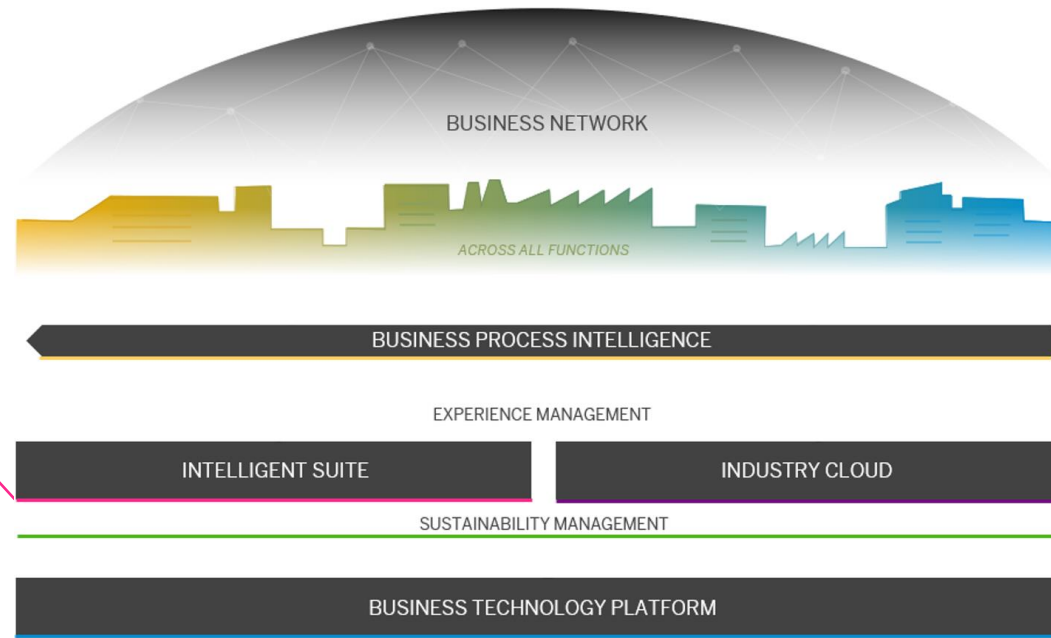 BUSINESS NETWORK
ACROSS ALL FUNCTIONS
BUSINESS PROCESS INTELLIGENCE
EXPERIENCE MANAGEMENT
INTELLIGENT SUITE
INDUSTRY CLOUD
SUSTAINABILITY MANAGEMENT
BUSINESS TECHNOLOGY PLATFORM